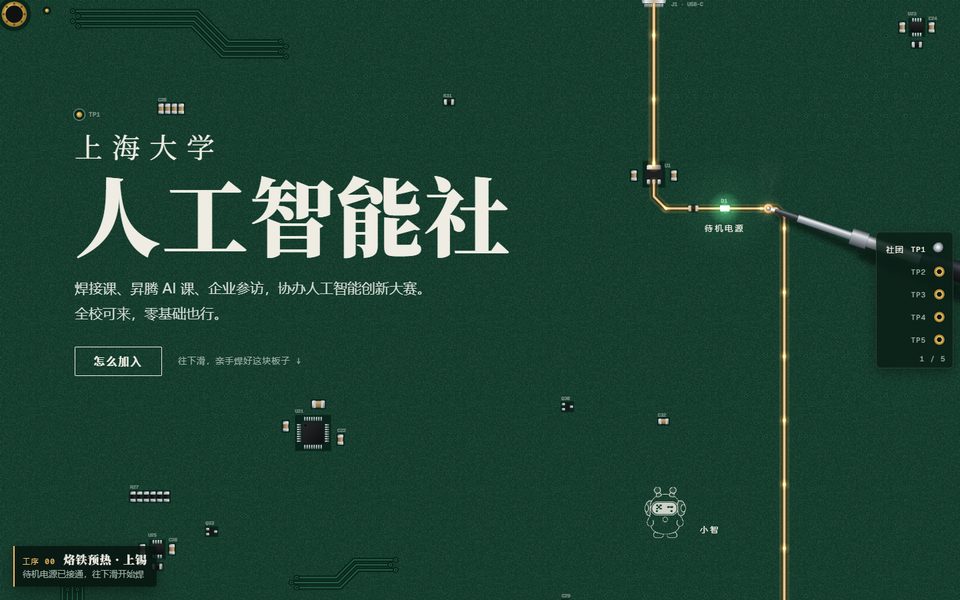 J1 · USB-C
TP1
上海大学
人工智能社
焊接课、昇腾 AI 课、企业参访，协办人工智能创新大赛。
全校可来，零基础也行。
怎么加入
往下滑，亲手焊好这块板子 ↓
U1
D1
待机电源
社团 TP1
TP2
TP3
TP4
TP5
1 / 5
小智
工序 00 烙铁预热·上锡
待机电源已接通，往下滑开始焊